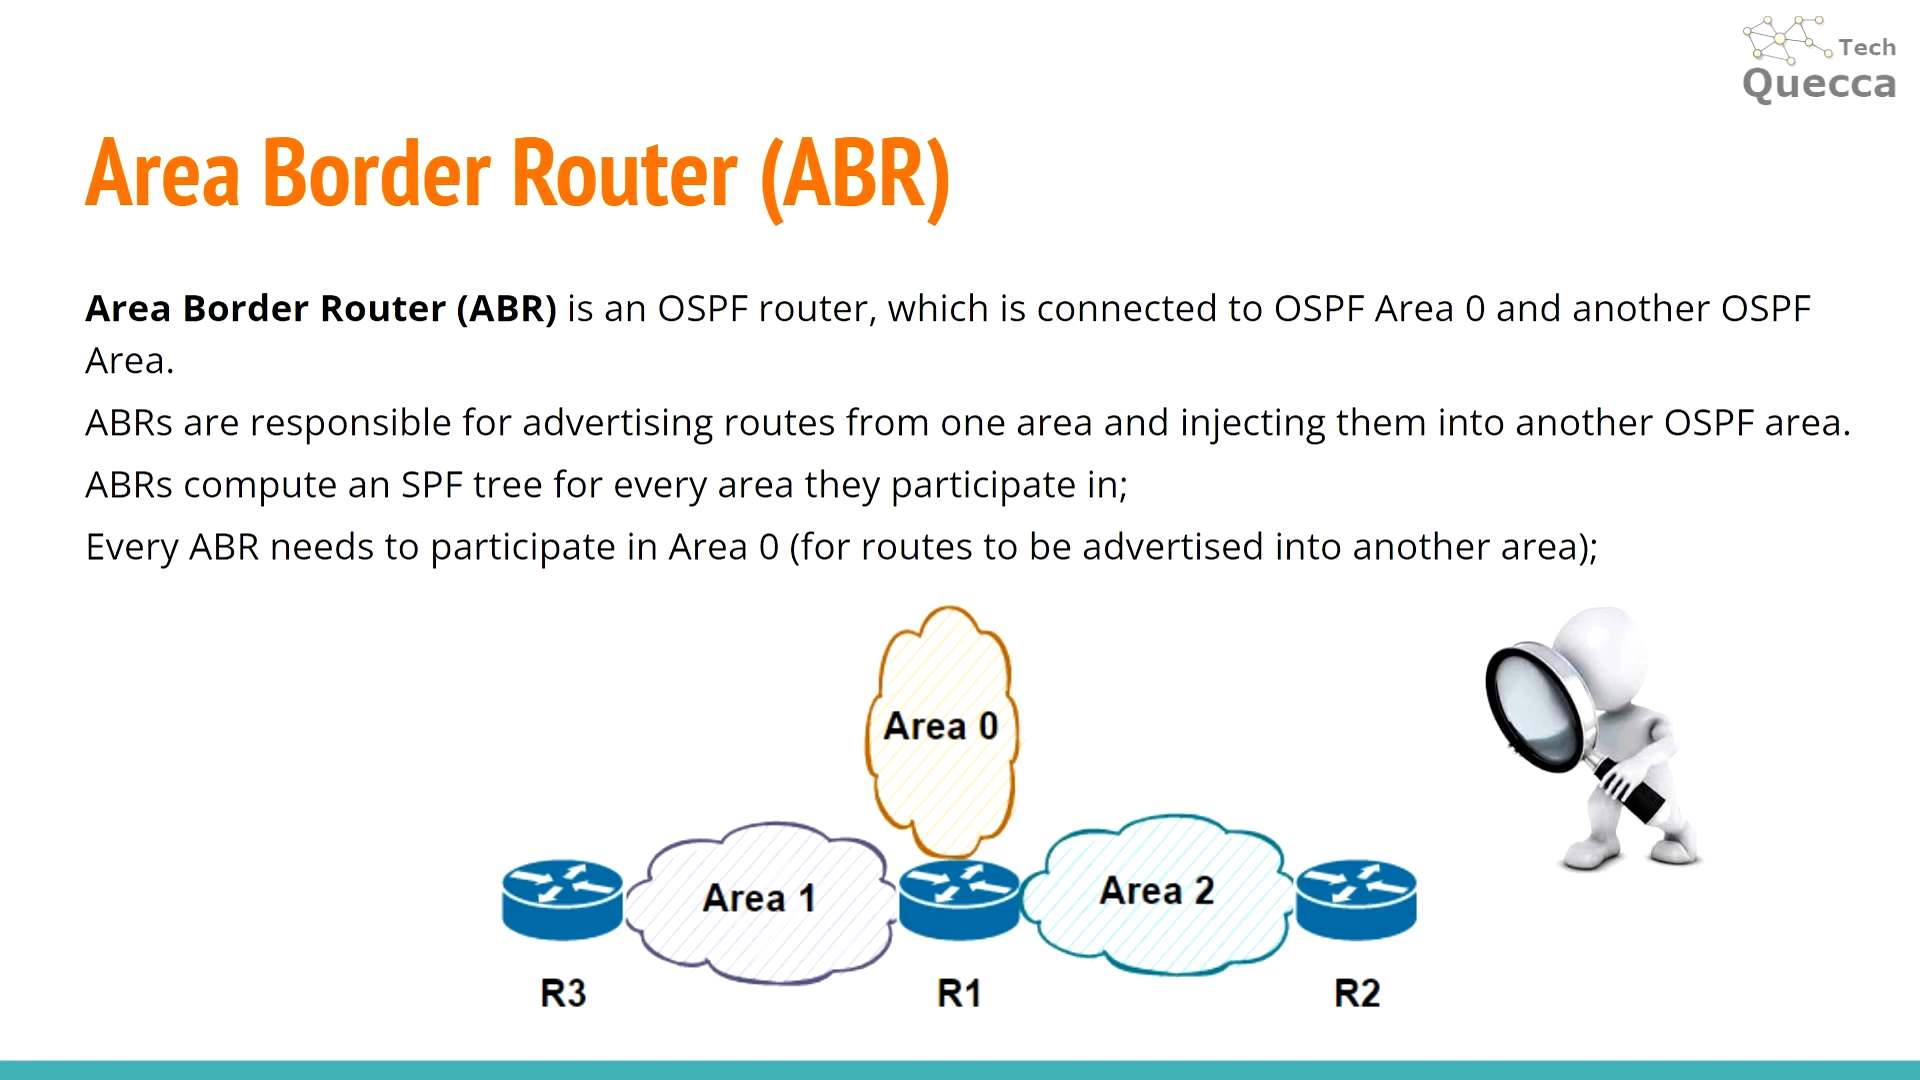 Tech
Quecca
Area Border Router (ABR)
Area Border Router (ABR) is an OSPF router, which is connected to OSPF Area 0 and another OSPF
Area.
ABRs are responsible for advertising routes from one area and injecting them into another OSPF area.
ABRs compute an SPF tree for every area they participate in;
Every ABR needs to participate in Area 0 (for routes to be advertised into another area);
Area 0
Area 1
Area 2
R3
R1
R2